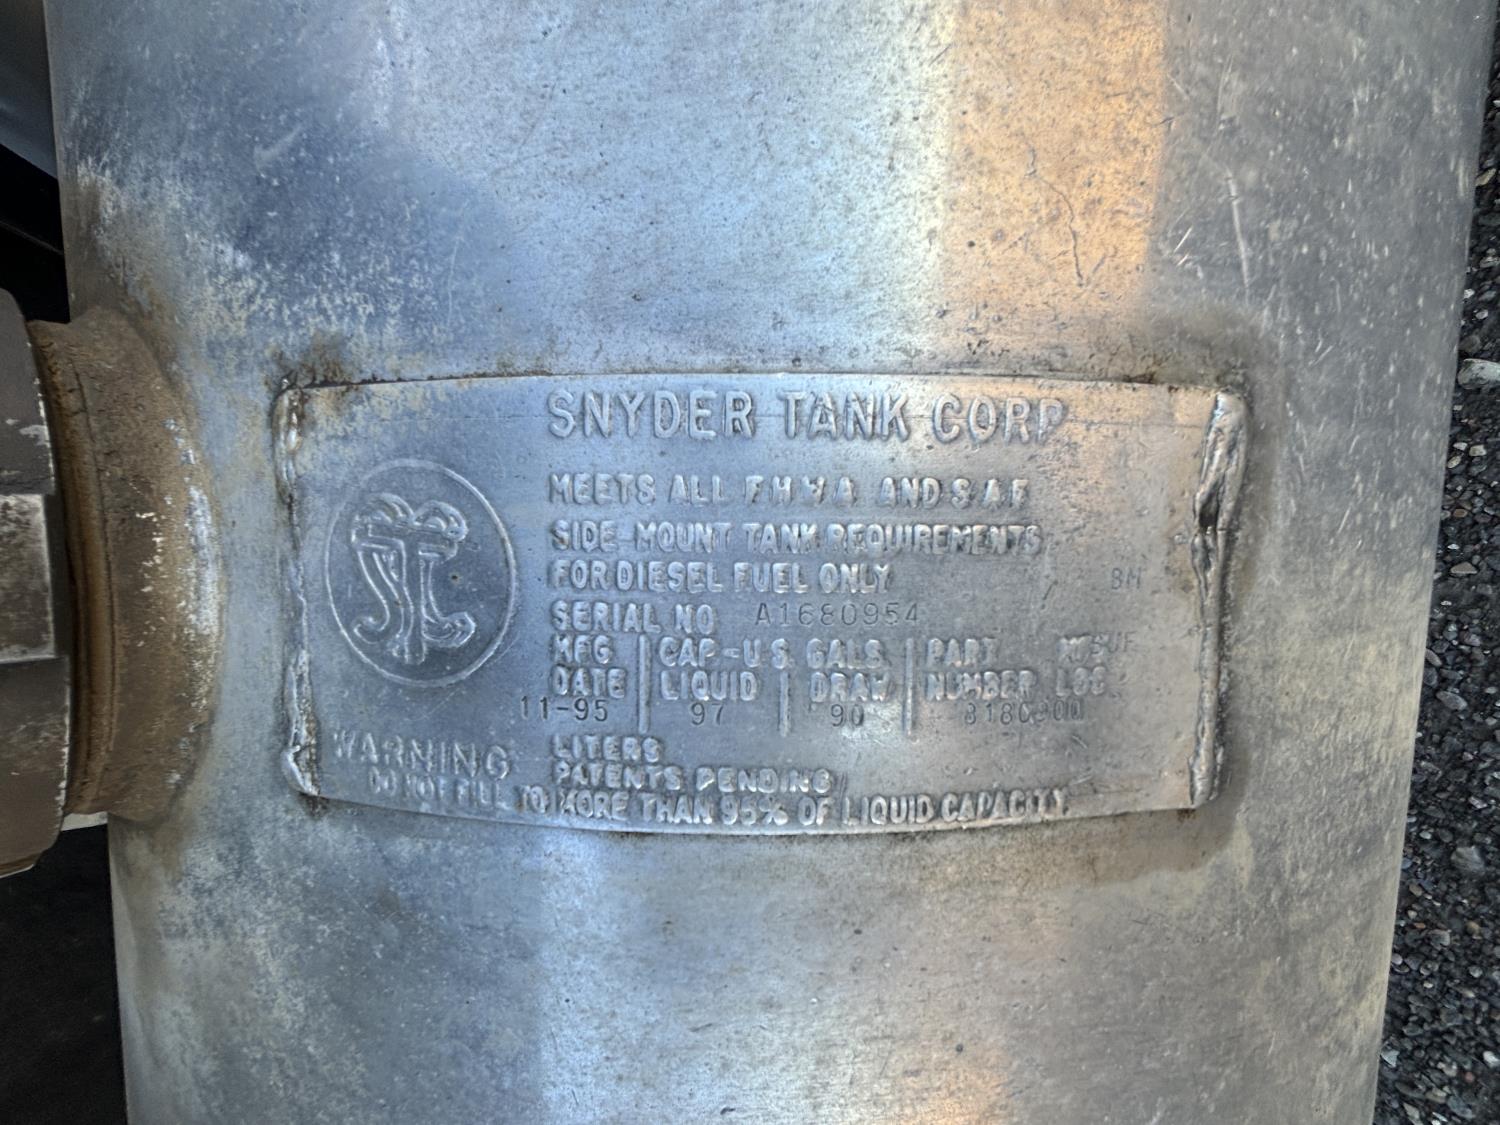 SNYDER TANK CORP
MEETS ALL F.H.W.A. AND S.A.E.
SIDE-MOUNT TANK REQUIREMENTS
FOR DIESEL FUEL ONLY
8M
SERIAL NO A1680954
MFG. CAP-U.S. GALS. PART
DATE LIQUID DRAW NUMBER
11-95 97 90
LITERS
WARNING
PATENTS PENDING
DO NOT FILL TO MORE THAN 95% OF LIQUID CAPACITY